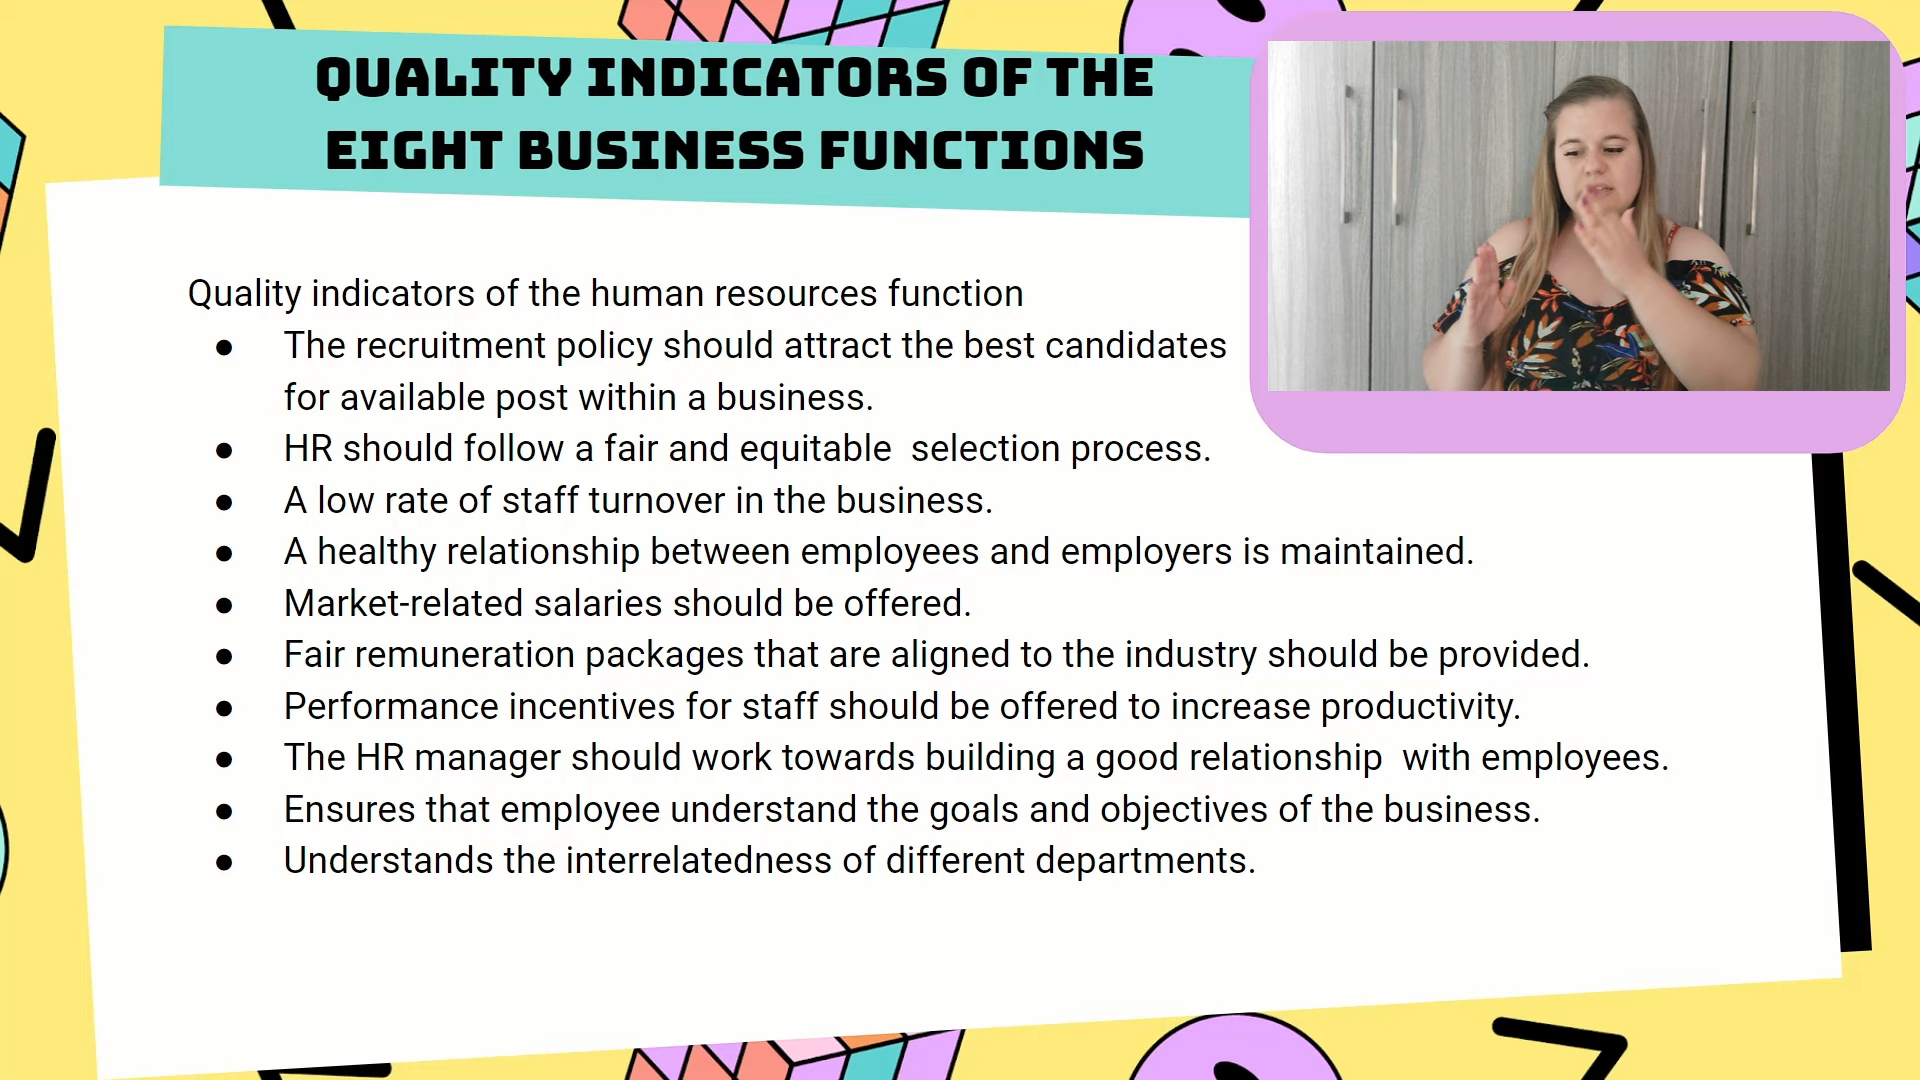 QUALITY INDICATORS OF THE
EIGHT BUSINESS FUNCTIONS
Quality indicators of the human resources function
● The recruitment policy should attract the best candidates
for available post within a business.
● HR should follow a fair and equitable  selection process.
● A low rate of staff turnover in the business.
● A healthy relationship between employees and employers is maintained.
● Market-related salaries should be offered.
● Fair remuneration packages that are aligned to the industry should be provided.
● Performance incentives for staff should be offered to increase productivity.
● The HR manager should work towards building a good relationship  with employees.
● Ensures that employee understand the goals and objectives of the business.
● Understands the interrelatedness of different departments.